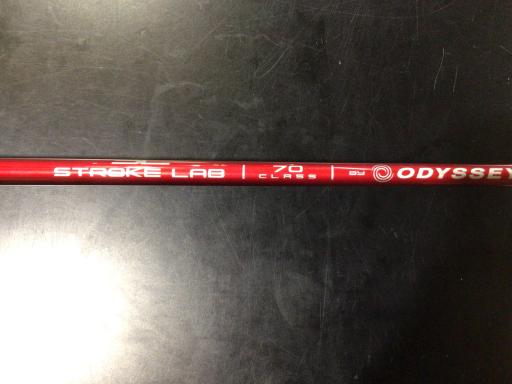 STROKE LAB | 70 CLASS | BY ODYSSEY